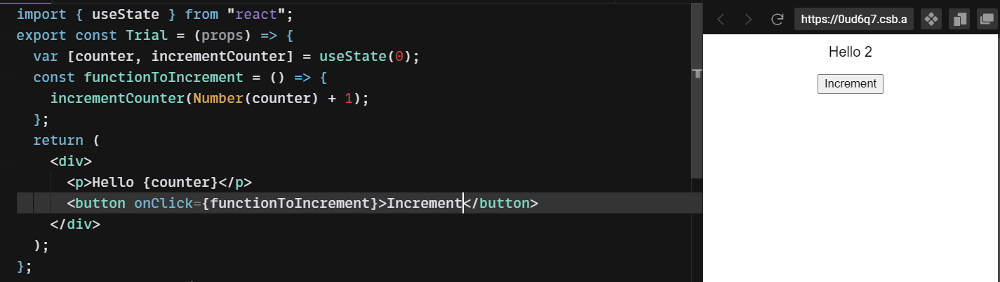 import { useState } from "react";
export const Trial = (props) => {
  var [counter, incrementCounter] = useState(0);
  const functionToIncrement = () => {
    incrementCounter(Number(counter) + 1);
  };
  return (
    <div>
      <p>Hello {counter}</p>
      <button onClick={functionToIncrement}>Increment</button>
    </div>
  );
};
https://0ud6q7.csb.a
Hello 2
Increment